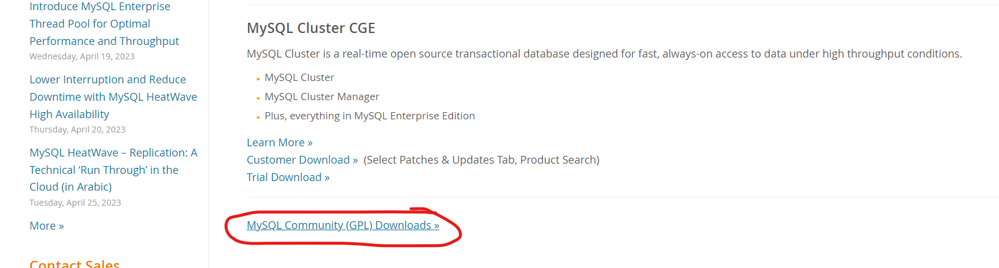 Introduce MySQL Enterprise
Thread Pool for Optimal
Performance and Throughput
Wednesday, April 19, 2023
Lower Interruption and Reduce
Downtime with MySQL HeatWave
High Availability
Thursday, April 20, 2023
MySQL HeatWave – Replication: A
Technical ‘Run Through’ in the
Cloud (in Arabic)
Tuesday, April 25, 2023
More »
Contact Sales
MySQL Cluster CGE
MySQL Cluster is a real-time open source transactional database designed for fast, always-on access to data under high throughput conditions.
MySQL Cluster
MySQL Cluster Manager
Plus, everything in MySQL Enterprise Edition
Learn More »
Customer Download » (Select Patches & Updates Tab, Product Search)
Trial Download »
MySQL Community (GPL) Downloads »